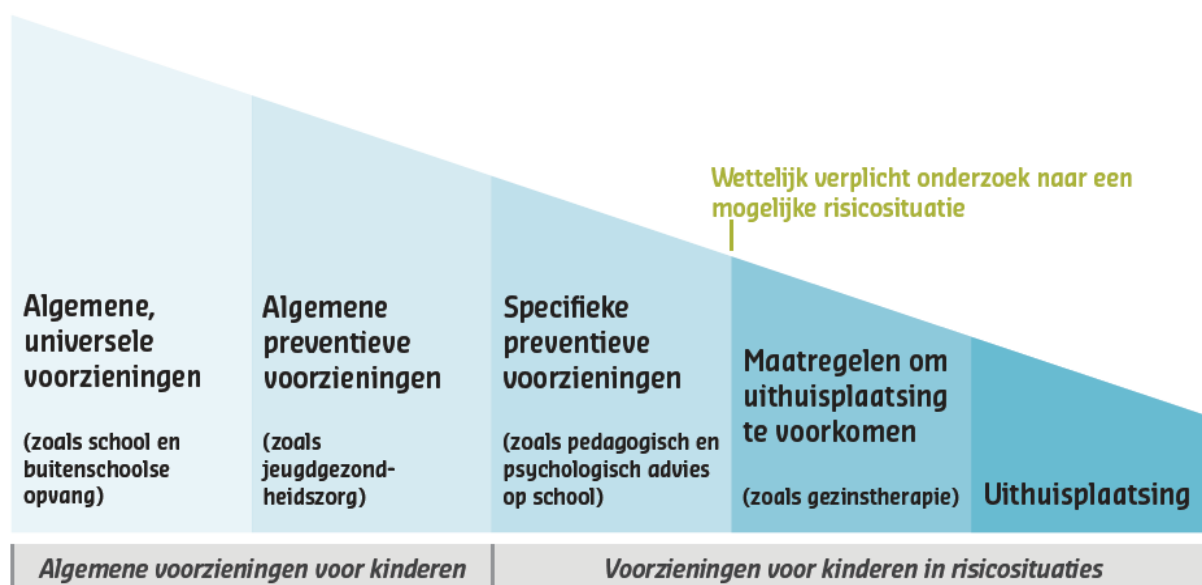 Wettelijk verplicht onderzoek naar een
mogelijke risicosituatie
Algemene,
universele
voorzieningen
(zoals school en
buitenschoolse
opvang)
Algemene
preventieve
voorzieningen
(zoals
jeugdgezond-
heidszorg)
Specifieke
preventieve
voorzieningen
(zoals pedagogisch en
psychologisch advies
op school)
Maatregelen om
uithuisplaatsing
te voorkomen
(zoals gezinstherapie)
Uithuisplaatsing
Algemene voorzieningen voor kinderen
Voorzieningen voor kinderen in risicosituaties